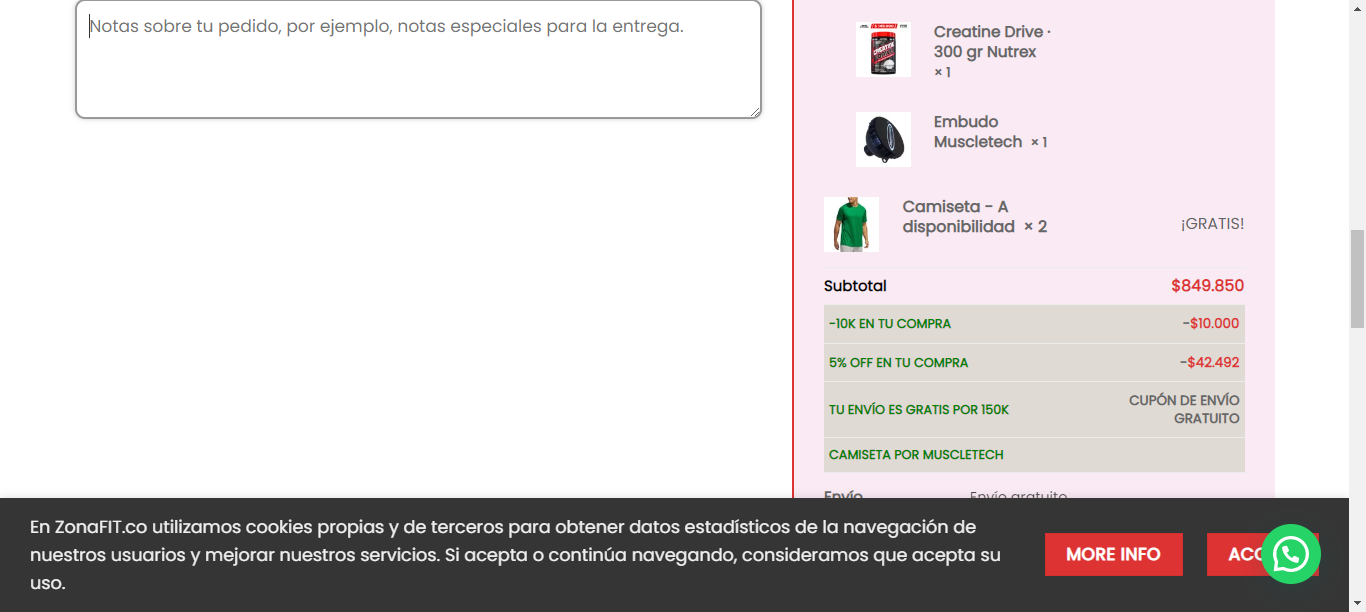 Notas sobre tu pedido, por ejemplo, notas especiales para la entrega.
Creatine Drive ·
300 gr Nutrex
× 1
Embudo
Muscletech × 1
Camiseta - A
disponibilidad × 2
¡GRATIS!
Subtotal
$849.850
-10K EN TU COMPRA
-$10.000
5% OFF EN TU COMPRA
-$42.492
TU ENVÍO ES GRATIS POR 150K
CUPÓN DE ENVÍO
GRATUITO
CAMISETA POR MUSCLETECH
Envío
Envío gratuito
En ZonaFIT.co utilizamos cookies propias y de terceros para obtener datos estadísticos de la navegación de
nuestros usuarios y mejorar nuestros servicios. Si acepta o continúa navegando, consideramos que acepta su
uso.
MORE INFO